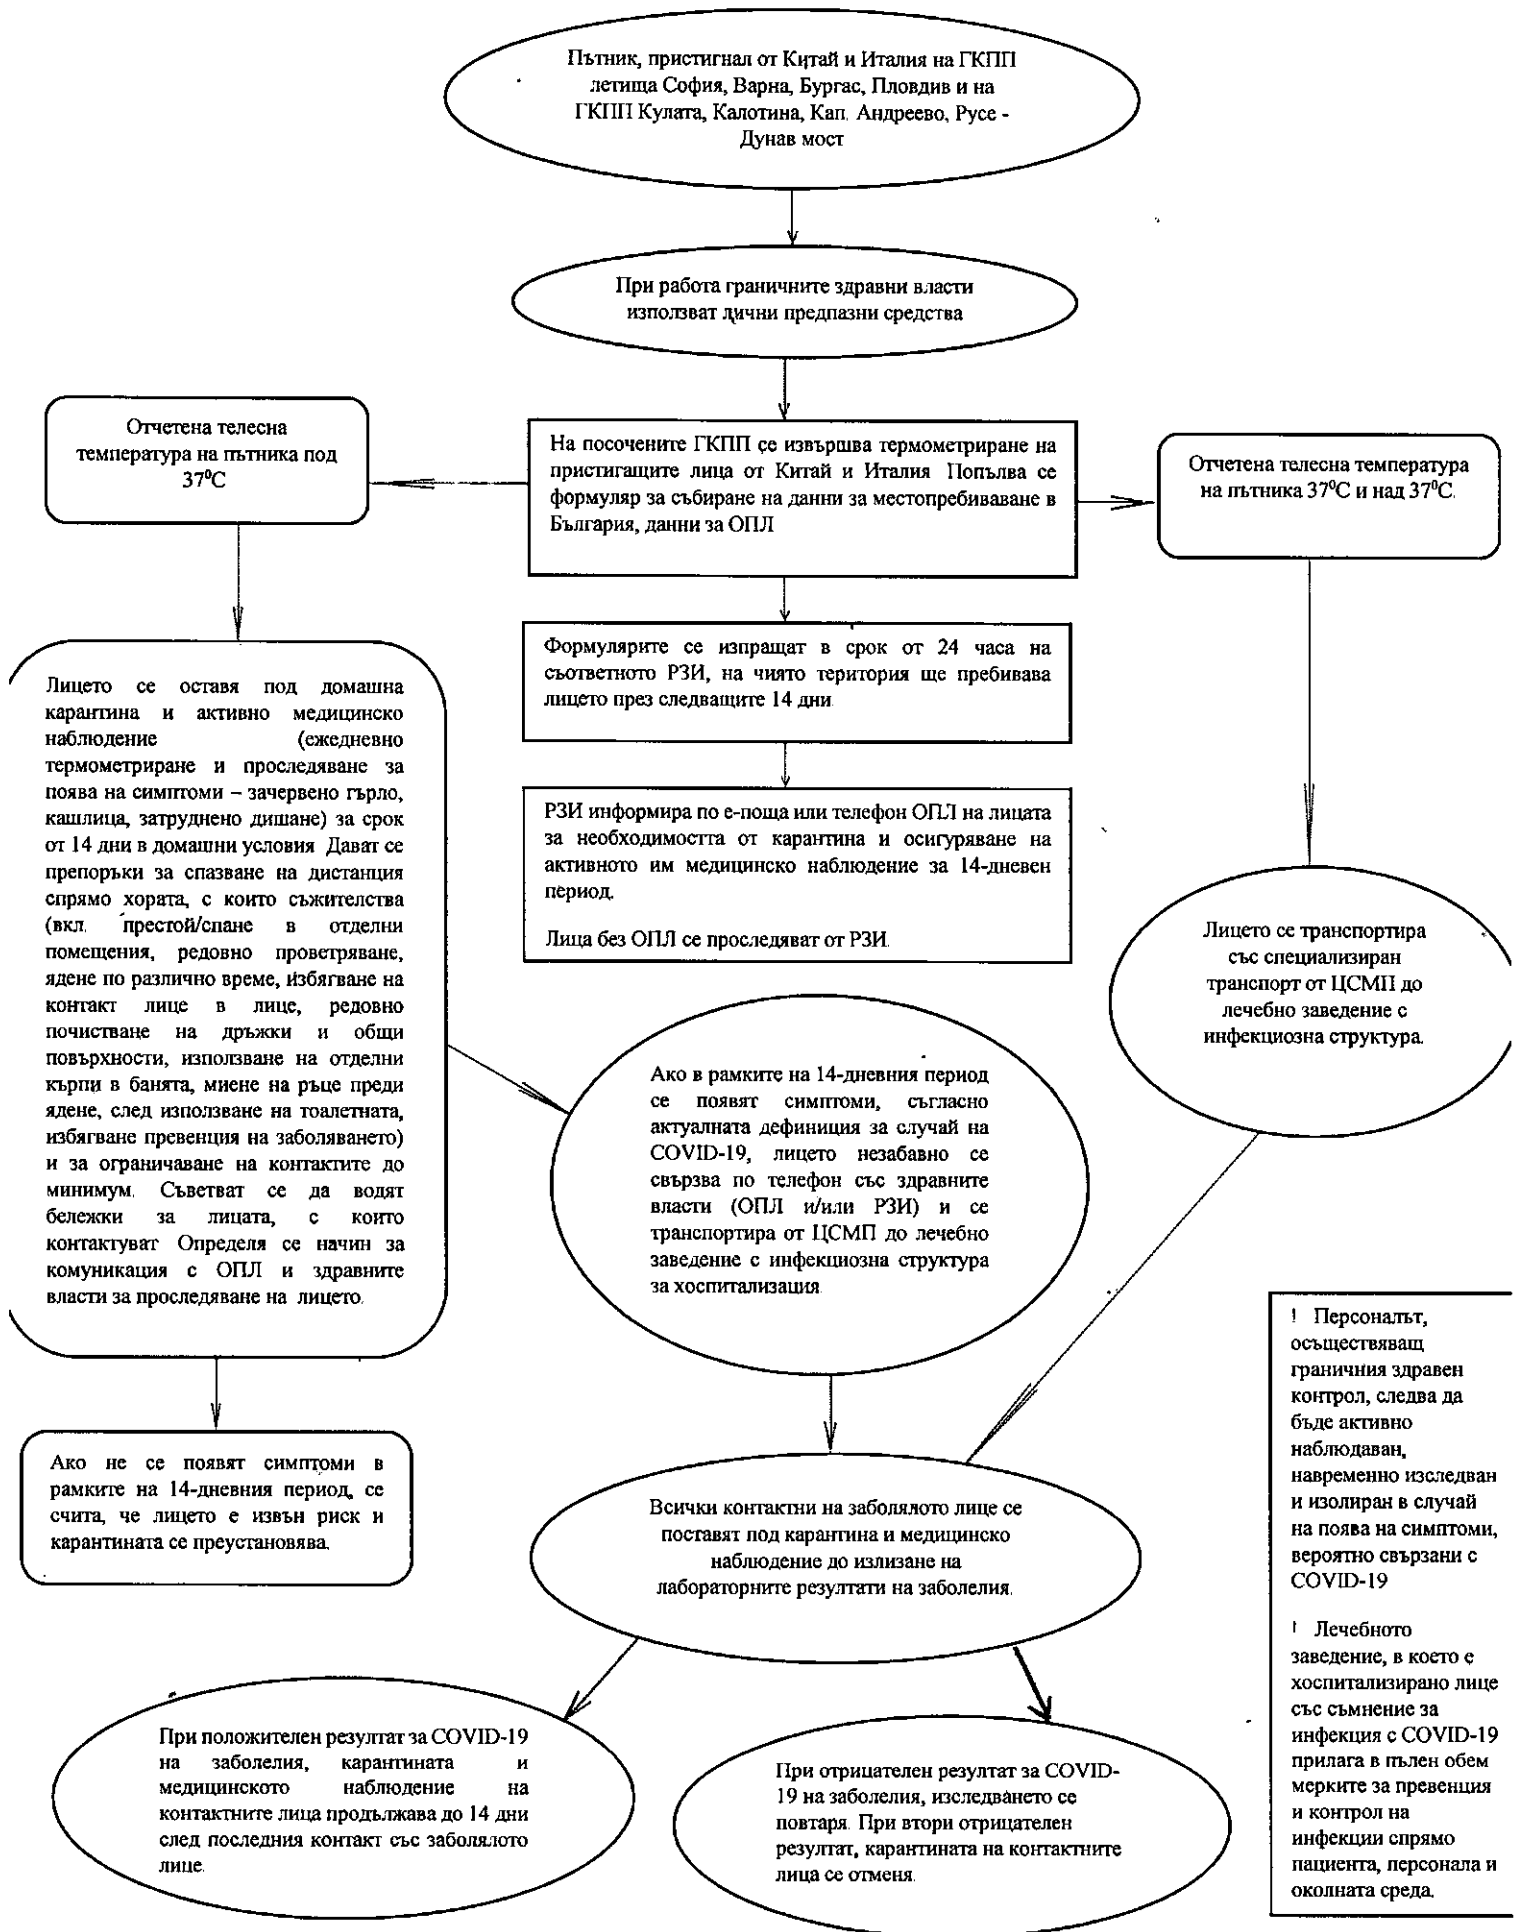 Пътник, пристигнал от Китай и Италия на ГКПП
летища София, Варна, Бургас, Пловдив и на
ГКПП Кулата, Калотина, Кап. Андреево, Русе -
Дунав мост
При работа граничните здравни власти
използват лични предпазни средства
Отчетена телесна
температура на пътника под
37⁰C
На посочените ГКПП се извършва термометриране на
пристигащите лица от Китай и Италия Попълва се
формуляр за събиране на данни за местопребиваване в
България, данни за ОПЛ
Отчетена телесна температура
на пътника 37⁰C и над 37⁰C.
Формулярите се изпращат в срок от 24 часа на
съответното РЗИ, на чиято територия ще пребивава
лицето през следващите 14 дни.
РЗИ информира по е-поща или телефон ОПЛ на лицата
за необходимостта от карантина и осигуряване на
активното им медицинско наблюдение за 14-дневен
период.
Лица без ОПЛ се проследяват от РЗИ.
Лицето се оставя под домашна
карантина и активно медицинско
наблюдение (ежедневно
термометриране и проследяване за
поява на симптоми – зачервено гърло,
кашлица, затруднено дишане) за срок
от 14 дни в домашни условия Дават се
препоръки за спазване на дистанция
спрямо хората, с които съжителства
(вкл. престой/спане в отделни
помещения, редовно проветряване,
ядене по различно време, избягване на
контакт лице в лице, редовно
почистване на дръжки и общи
повърхности, използване на отделни
кърпи в банята, миене на ръце преди
ядене, след използване на тоалетната,
избягване превенция на заболяването)
и за ограничаване на контактите до
минимум. Съветват се да водят
бележки за лицата, с които
контактуват Определя се начин за
комуникация с ОПЛ и здравните
власти за проследяване на лицето.
Лицето се транспортира
със специализиран
транспорт от ЦСМП до
лечебно заведение с
инфекциозна структура.
Ако в рамките на 14-дневния период
се появят симптоми, съгласно
актуалната дефиниция за случай на
COVID-19, лицето незабавно се
свързва по телефон със здравните
власти (ОПЛ и/или РЗИ) и се
транспортира от ЦСМП до лечебно
заведение с инфекциозна структура
за хоспитализация.
Ако не се появят симптоми в
рамките на 14-дневния период, се
счита, че лицето е извън риск и
карантината се преустановява.
Всички контактни на заболялото лице се
поставят под карантина и медицинско
наблюдение до излизане на
лабораторните резултати на заболелия.
При положителен резултат за COVID-19
на заболелия, карантината и
медицинското наблюдение на
контактните лица продължава до 14 дни
след последния контакт със заболялото
лице.
При отрицателен резултат за COVID-
19 на заболелия, изследването се
повтаря. При втори отрицателен
резултат, карантината на контактните
лица се отменя.
! Персоналът,
осъществяващ
граничния здравен
контрол, следва да
бъде активно
наблюдаван,
навременно изследван
и изолиран в случай
на поява на симптоми,
вероятно свързани с
COVID-19
! Лечебното
заведение, в което е
хоспитализирано лице
със съмнение за
инфекция с COVID-19
прилага в пълен обем
мерките за превенция
и контрол на
инфекции спрямо
пациента, персонала и
околната среда.